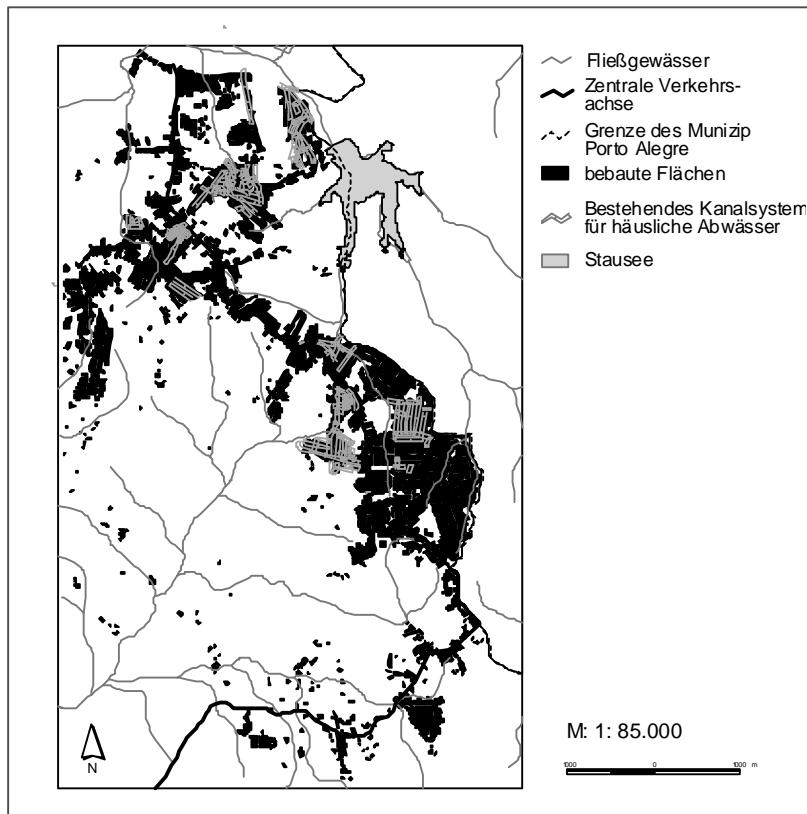 Fließgewässer
Zentrale Verkehrs-
achse
Grenze des Munizip
Porto Alegre
bebaute Flächen
Bestehendes Kanalsystem
für häusliche Abwässer
Stausee
M: 1: 85.000
1000 0 1000 m
N